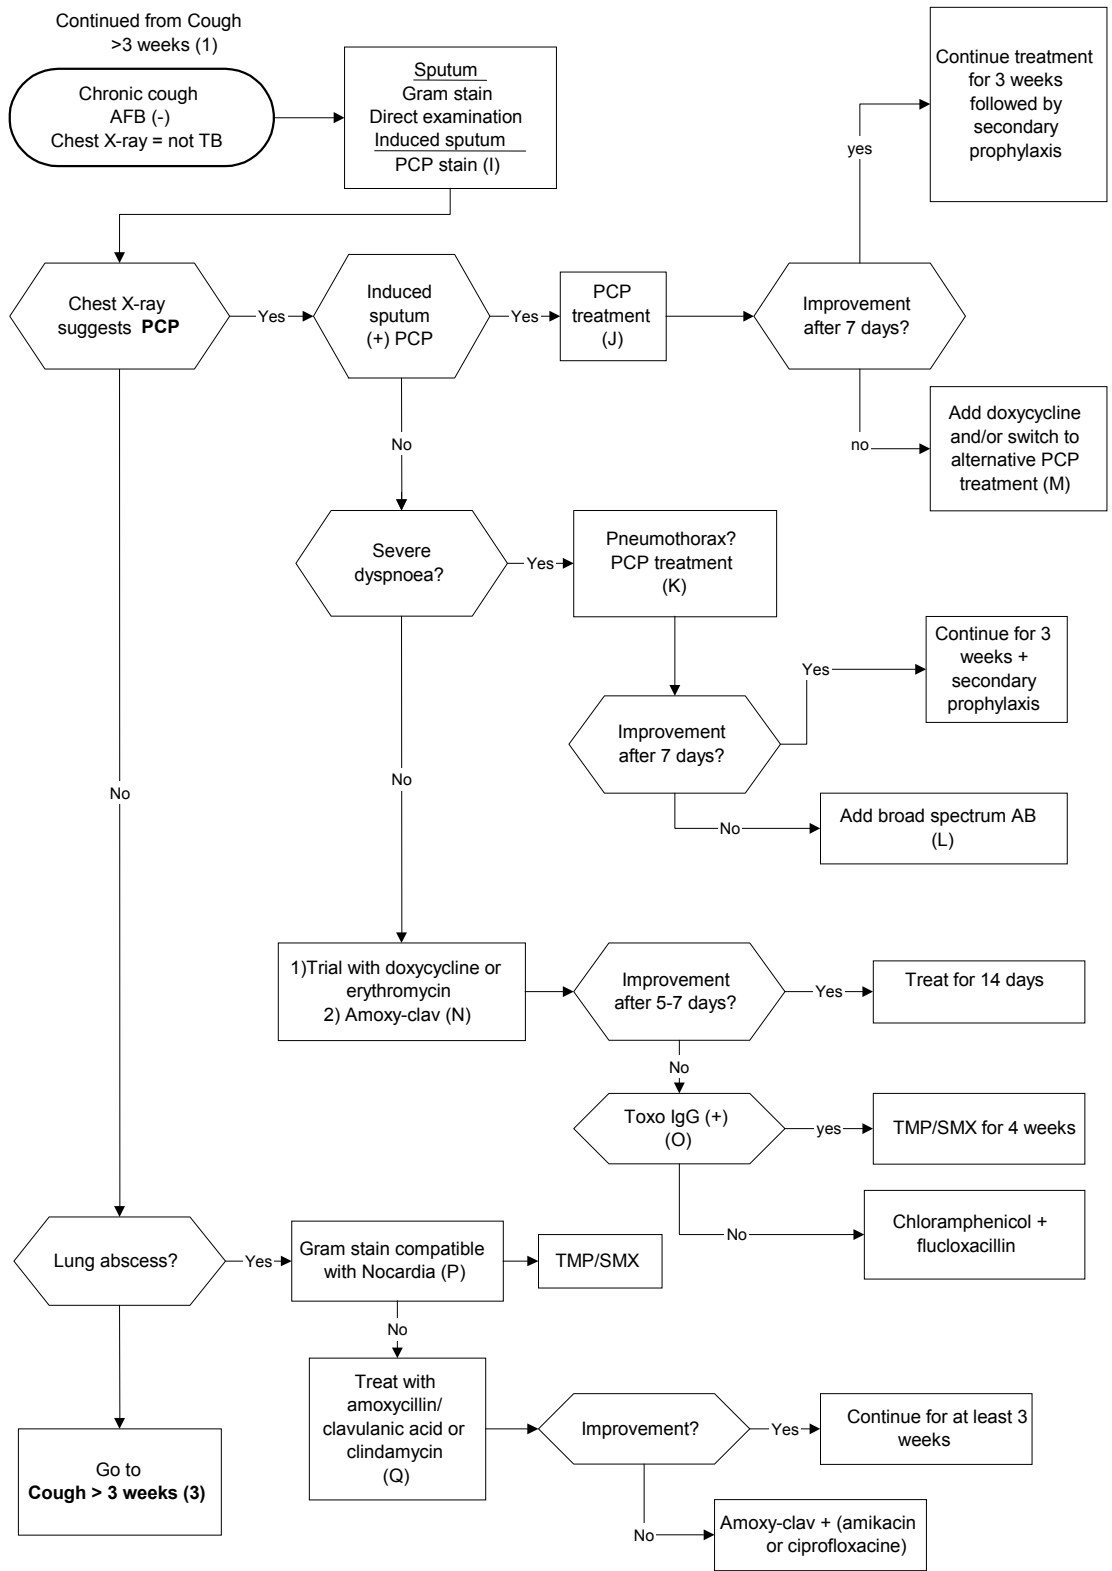 Continued from Cough
>3 weeks (1)
Chronic cough
AFB (-)
Chest X-ray = not TB
Sputum
Gram stain
Direct examination
Induced sputum
PCP stain (I)
Continue treatment
for 3 weeks
followed by
secondary
prophylaxis
yes
Chest X-ray
suggests PCP
Yes
Induced
sputum
(+) PCP
Yes
PCP
treatment
(J)
Improvement
after 7 days?
no
Add doxycycline
and/or switch to
alternative PCP
treatment (M)
No
Severe
dyspnoea?
Yes
Pneumothorax?
PCP treatment
(K)
Continue for 3
weeks +
secondary
prophylaxis
Yes
Improvement
after 7 days?
No
Add broad spectrum AB
(L)
No
No
1)Trial with doxycycline or
erythromycin
2) Amoxy-clav (N)
Improvement
after 5-7 days?
Yes
Treat for 14 days
No
Toxo IgG (+)
(O)
yes
TMP/SMX for 4 weeks
No
Chloramphenicol +
flucloxacillin
Lung abscess?
Yes
Gram stain compatible
with Nocardia (P)
TMP/SMX
No
Treat with
amoxycillin/
clavulanic acid or
clindamycin
(Q)
Improvement?
Yes
Continue for at least 3
weeks
No
Amoxy-clav + (amikacin
or ciprofloxacine)
Go to
Cough > 3 weeks (3)